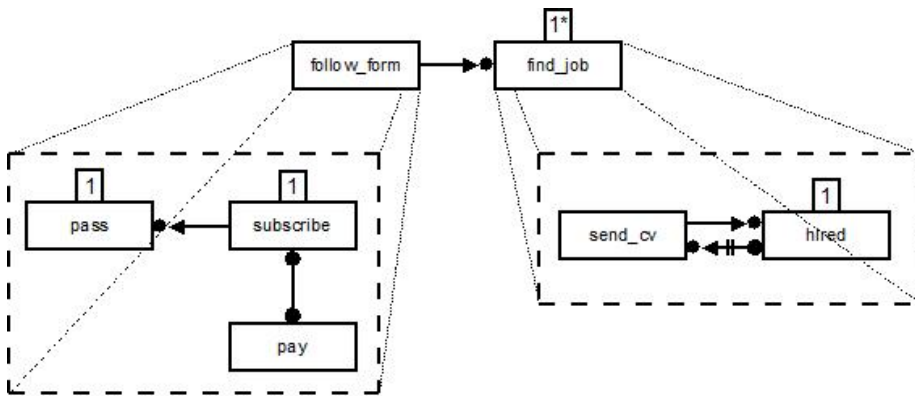 1*
follow_form
find_job
1
1
1
pass
subscribe
send_cv
hired
pay